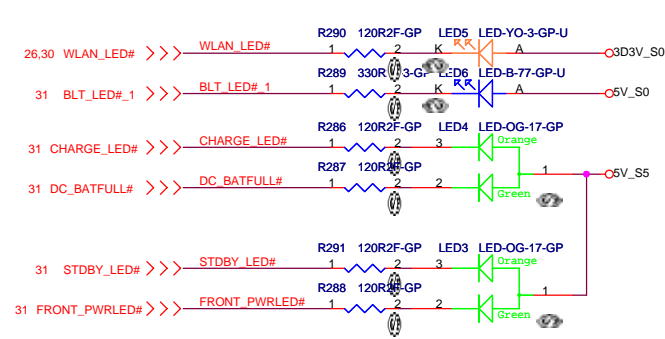 R290 120R2F-GP LED5 LED-YO-3-GP-U
26,30 WLAN_LED# WLAN_LED# 1 2 K A 3D3V_S0
R289 330R 3-GP LED6 LED-B-77-GP-U
31 BLT_LED#_1 BLT_LED#_1 1 2 K A 5V_S0
R286 120R2F-GP LED4 LED-OG-17-GP
31 CHARGE_LED# CHARGE_LED# 1 2 3 Orange
R287 120R2F-GP 1 5V_S5
31 DC_BATFULL# DC_BATFULL# 1 2 2 Green
R291 120R2F-GP LED3 LED-OG-17-GP
31 STDBY_LED# STDBY_LED# 1 2 3 Orange
R288 120R2F-GP 1
31 FRONT_PWRLED# FRONT_PWRLED# 1 2 2 Green